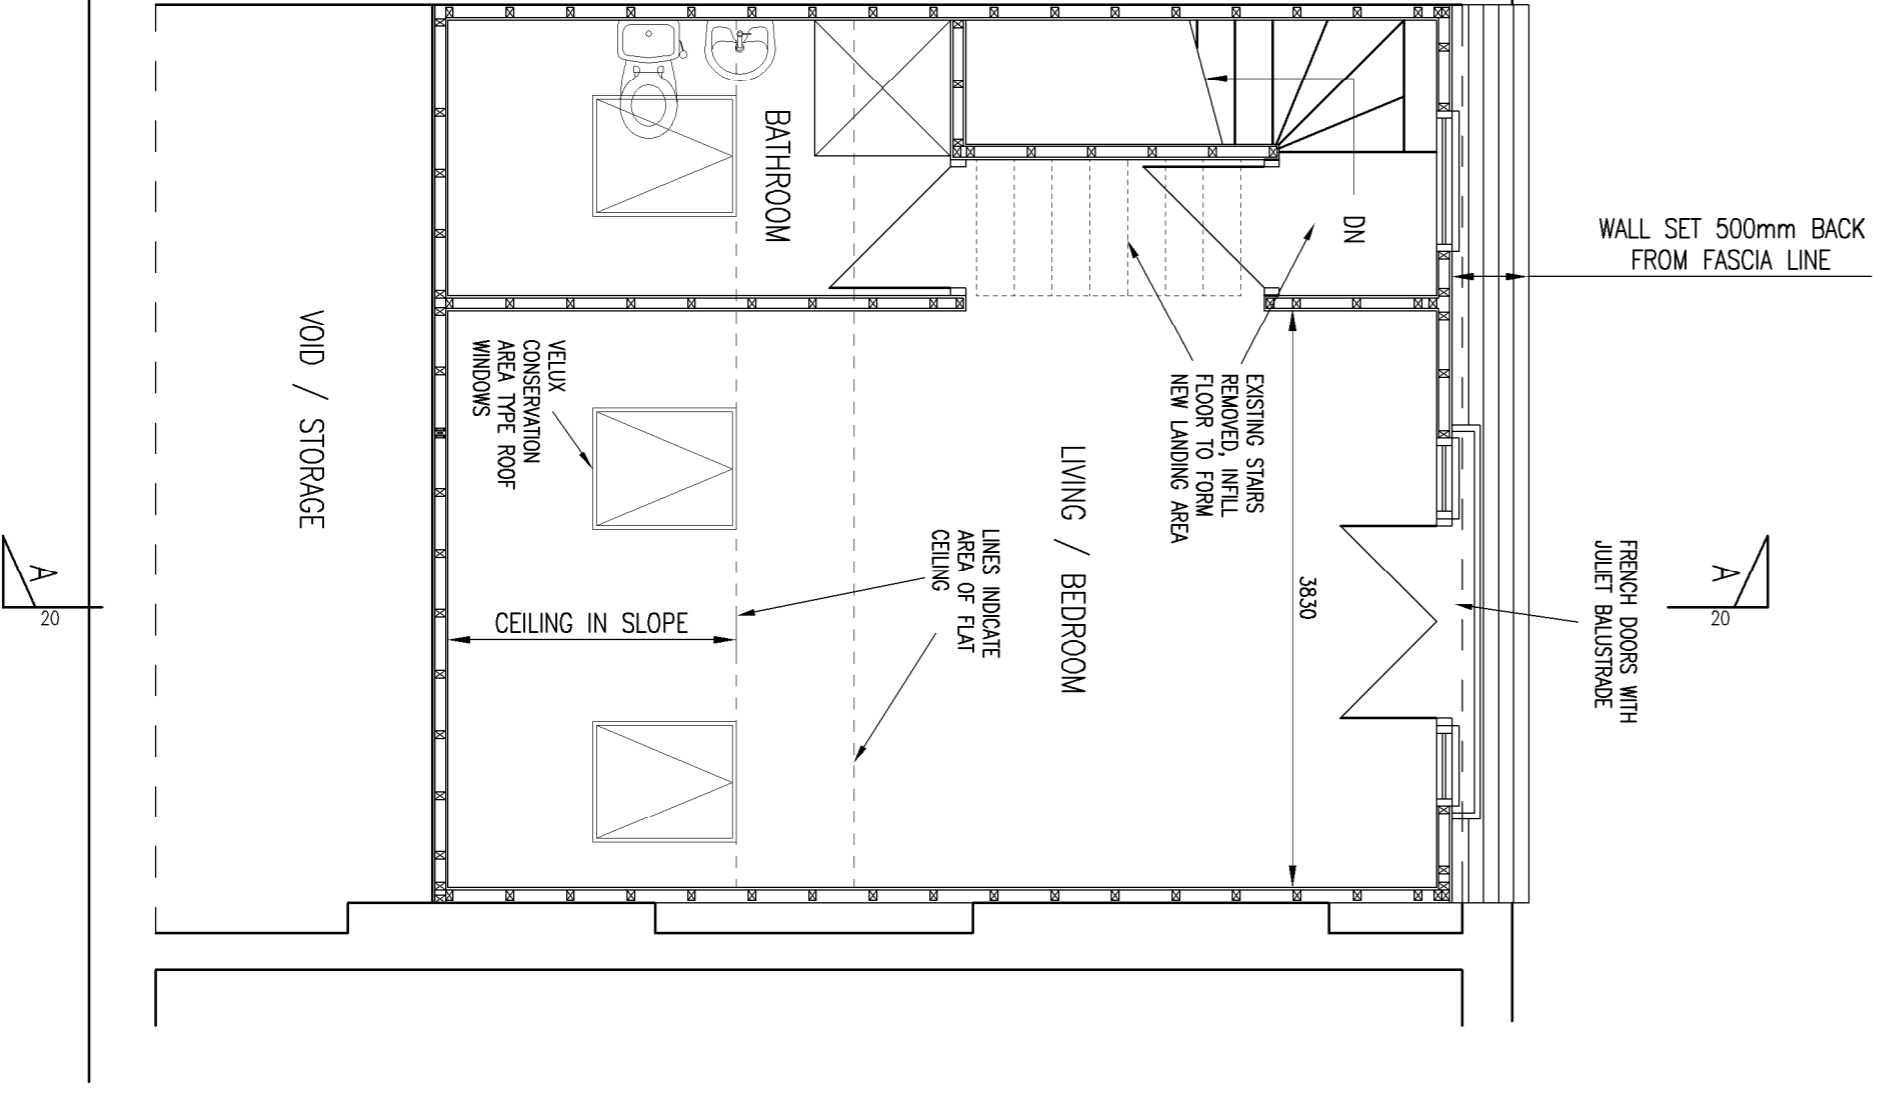 WALL SET 500mm BACK
FROM FASCIA LINE
BATHROOM
DN
VOID / STORAGE
VELUX
CONSERVATION
AREA TYPE ROOF
WINDOWS
EXISTING STAIRS
REMOVED, INFILL
FLOOR TO FORM
NEW LANDING AREA
LIVING / BEDROOM
LINES INDICATE
AREA OF FLAT
CEILING
3830
FRENCH DOORS WITH
JULIET BALUSTRADE
CEILING IN SLOPE
A
20
A
20